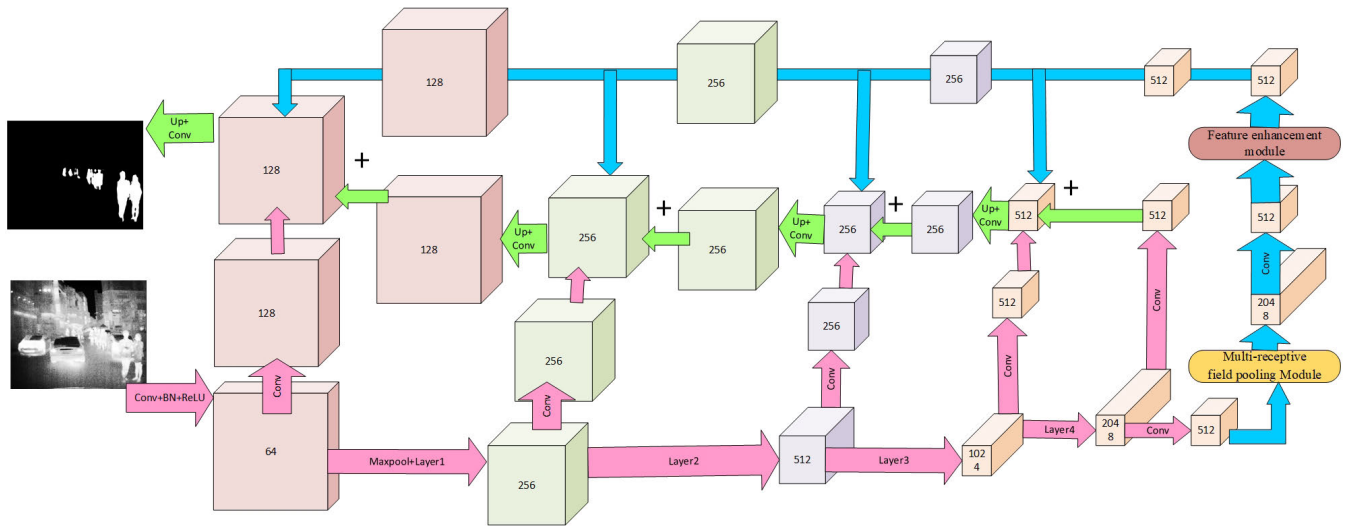 128
256
256
512
512
Up+
Conv
128
+
Feature enhancement
module
128
Up+
Conv
256
+
256
Up+
Conv
256
+
256
Up+
Conv
512
+
512
512
128
256
256
512
Conv
Conv
204
8
Multi-receptive
field pooling Module
Conv+BN+ReLU
Conv
Conv
Conv
Conv
64
Maxpool+Layer1
256
Layer2
512
Layer3
102
4
Layer4
204
8
Conv
512